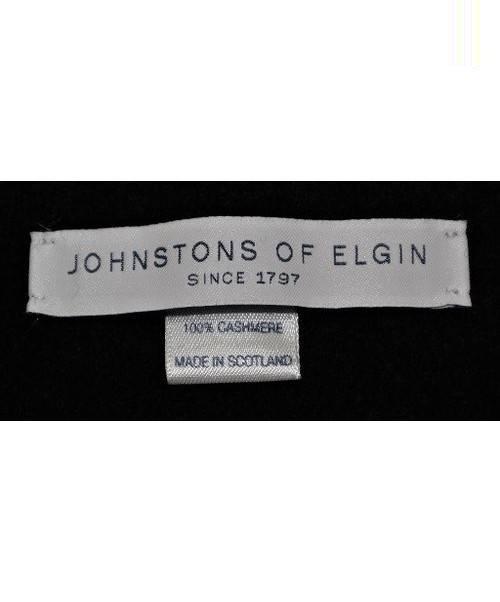 JOHNSTONS OF ELGIN
SINCE 1797
100% CASHMERE
MADE IN SCOTLAND